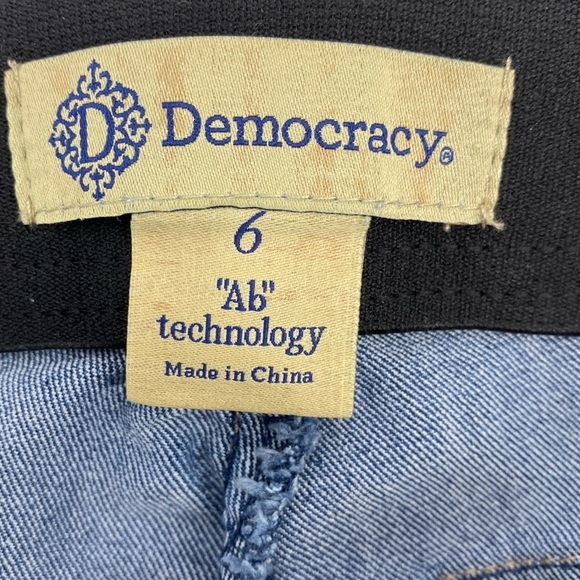 D Democracy®
6
"Ab"
technology
Made in China